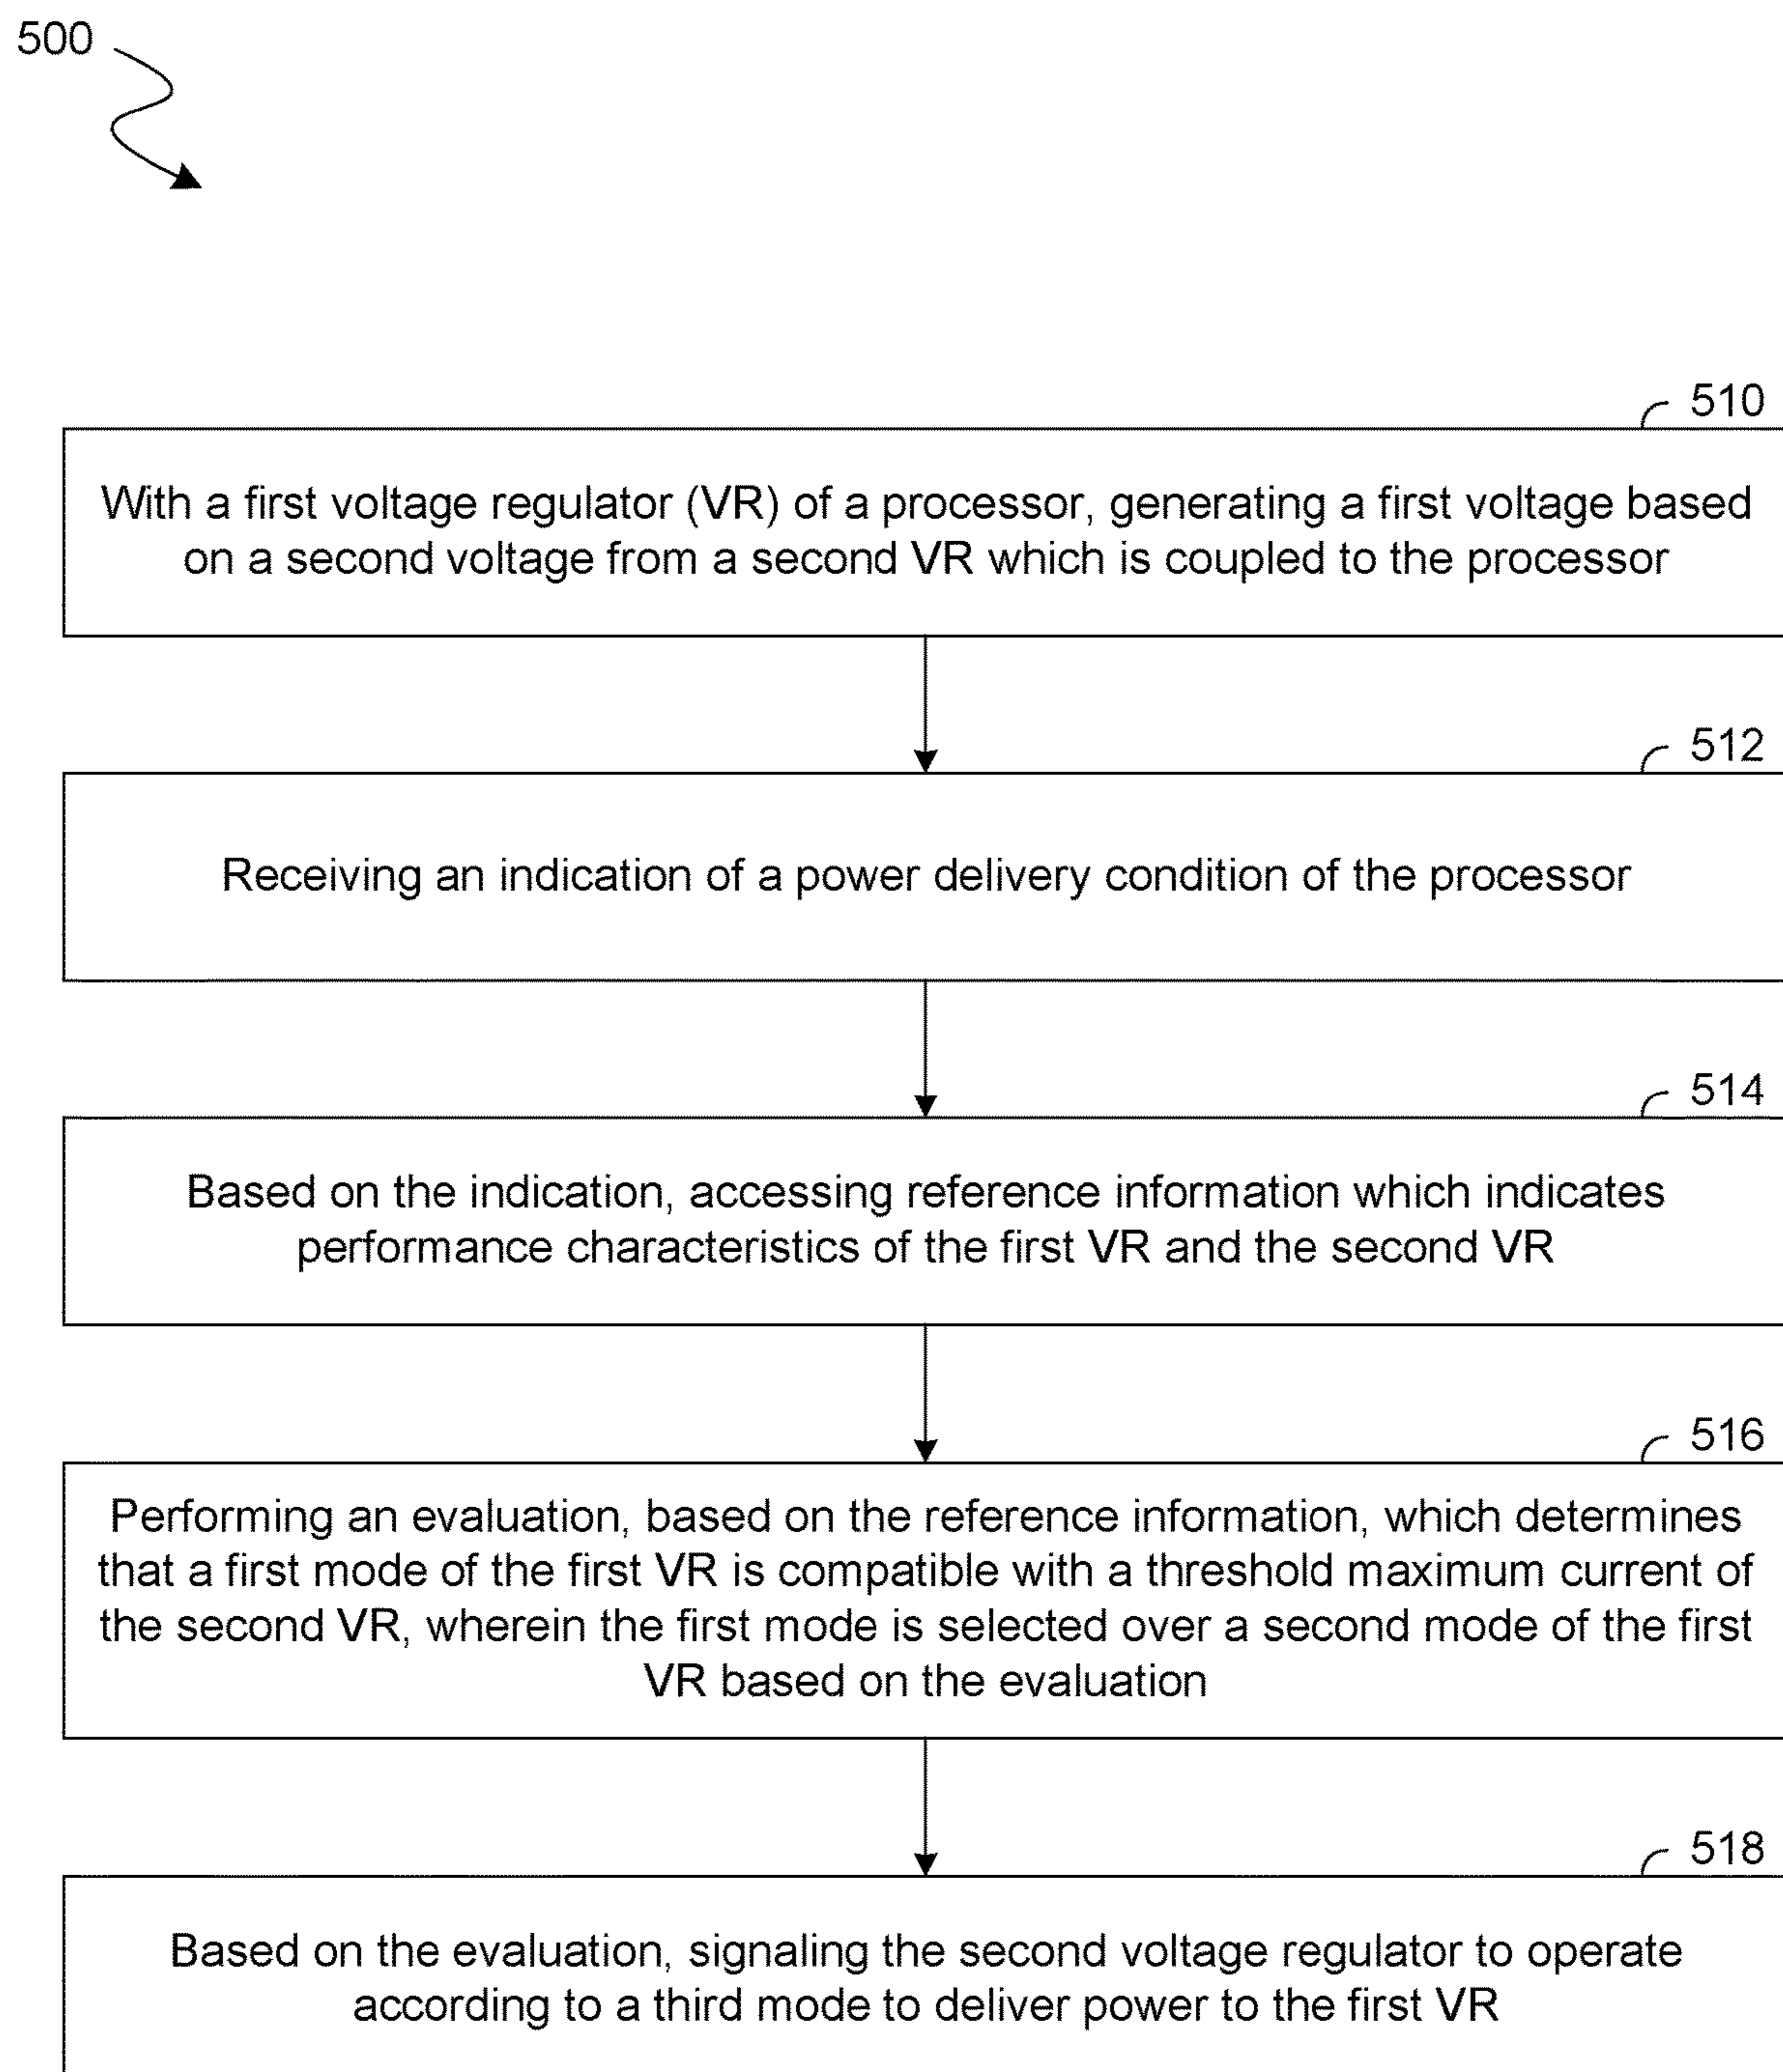 500
510
With a first voltage regulator (VR) of a processor, generating a first voltage based
on a second voltage from a second VR which is coupled to the processor
512
Receiving an indication of a power delivery condition of the processor
514
Based on the indication, accessing reference information which indicates
performance characteristics of the first VR and the second VR
516
Performing an evaluation, based on the reference information, which determines
that a first mode of the first VR is compatible with a threshold maximum current of
the second VR, wherein the first mode is selected over a second mode of the first
VR based on the evaluation
518
Based on the evaluation, signaling the second voltage regulator to operate
according to a third mode to deliver power to the first VR